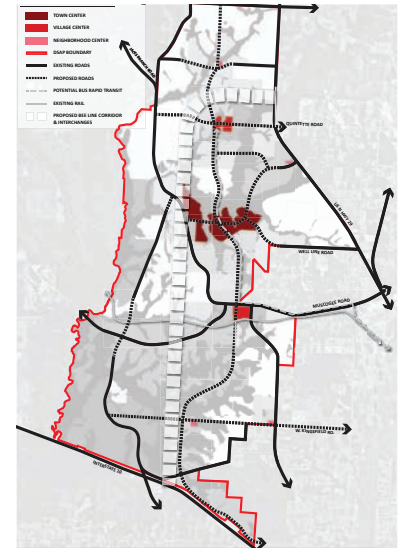 TOWN CENTER
VILLAGE CENTER
NEIGHBORHOOD CENTER
DSAP BOUNDARY
EXISTING ROADS
PROPOSED ROADS
POTENTIAL BUS RAPID TRANSIT
EXISTING RAIL
PROPOSED BEE LINE CORRIDOR
& INTERCHANGES
QUINTETTE ROAD
WELL LINE ROAD
MUSCOGEE ROAD
INTERSTATE 10